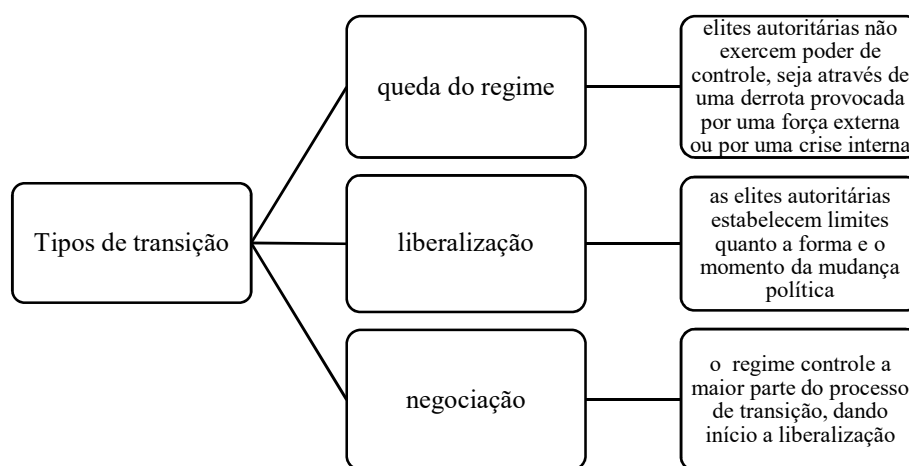 Tipos de transição
queda do regime
elites autoritárias não
exercem poder de
controle, seja através de
uma derrota provocada
por uma força externa
ou por uma crise interna
liberalização
as elites autoritárias
estabelecem limites
quanto a forma e o
momento da mudança
política
negociação
o regime controle a
maior parte do processo
de transição, dando
início a liberalização